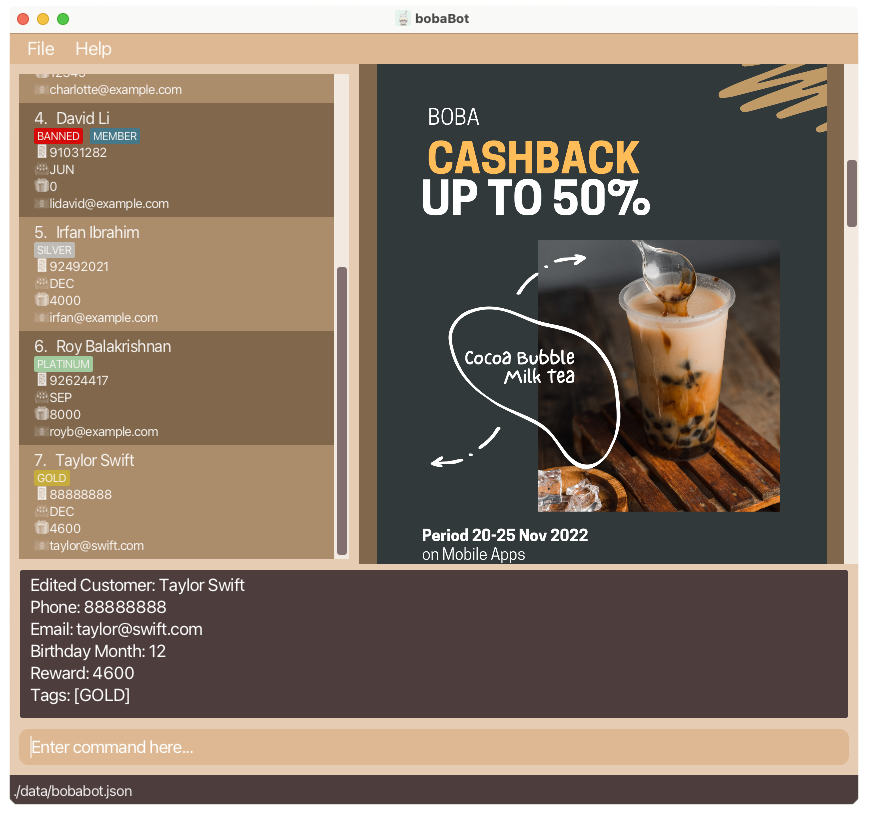 bobaBot
File Help
12345
charlotte@example.com
4. David Li
BANNED MEMBER
91031282
JUN
0
lidavid@example.com
5. Irfan Ibrahim
SILVER
92492021
DEC
4000
irfan@example.com
6. Roy Balakrishnan
PLATINUM
92624417
SEP
8000
royb@example.com
7. Taylor Swift
GOLD
88888888
DEC
4600
taylor@swift.com
BOBA
CASHBACK
UP TO 50%
Cocoa Bubble
Milk Tea
Period 20-25 Nov 2022
on Mobile Apps
Edited Customer: Taylor Swift
Phone: 88888888
Email: taylor@swift.com
Birthday Month: 12
Reward: 4600
Tags: [GOLD]
Enter command here...
./data/bobabot.json